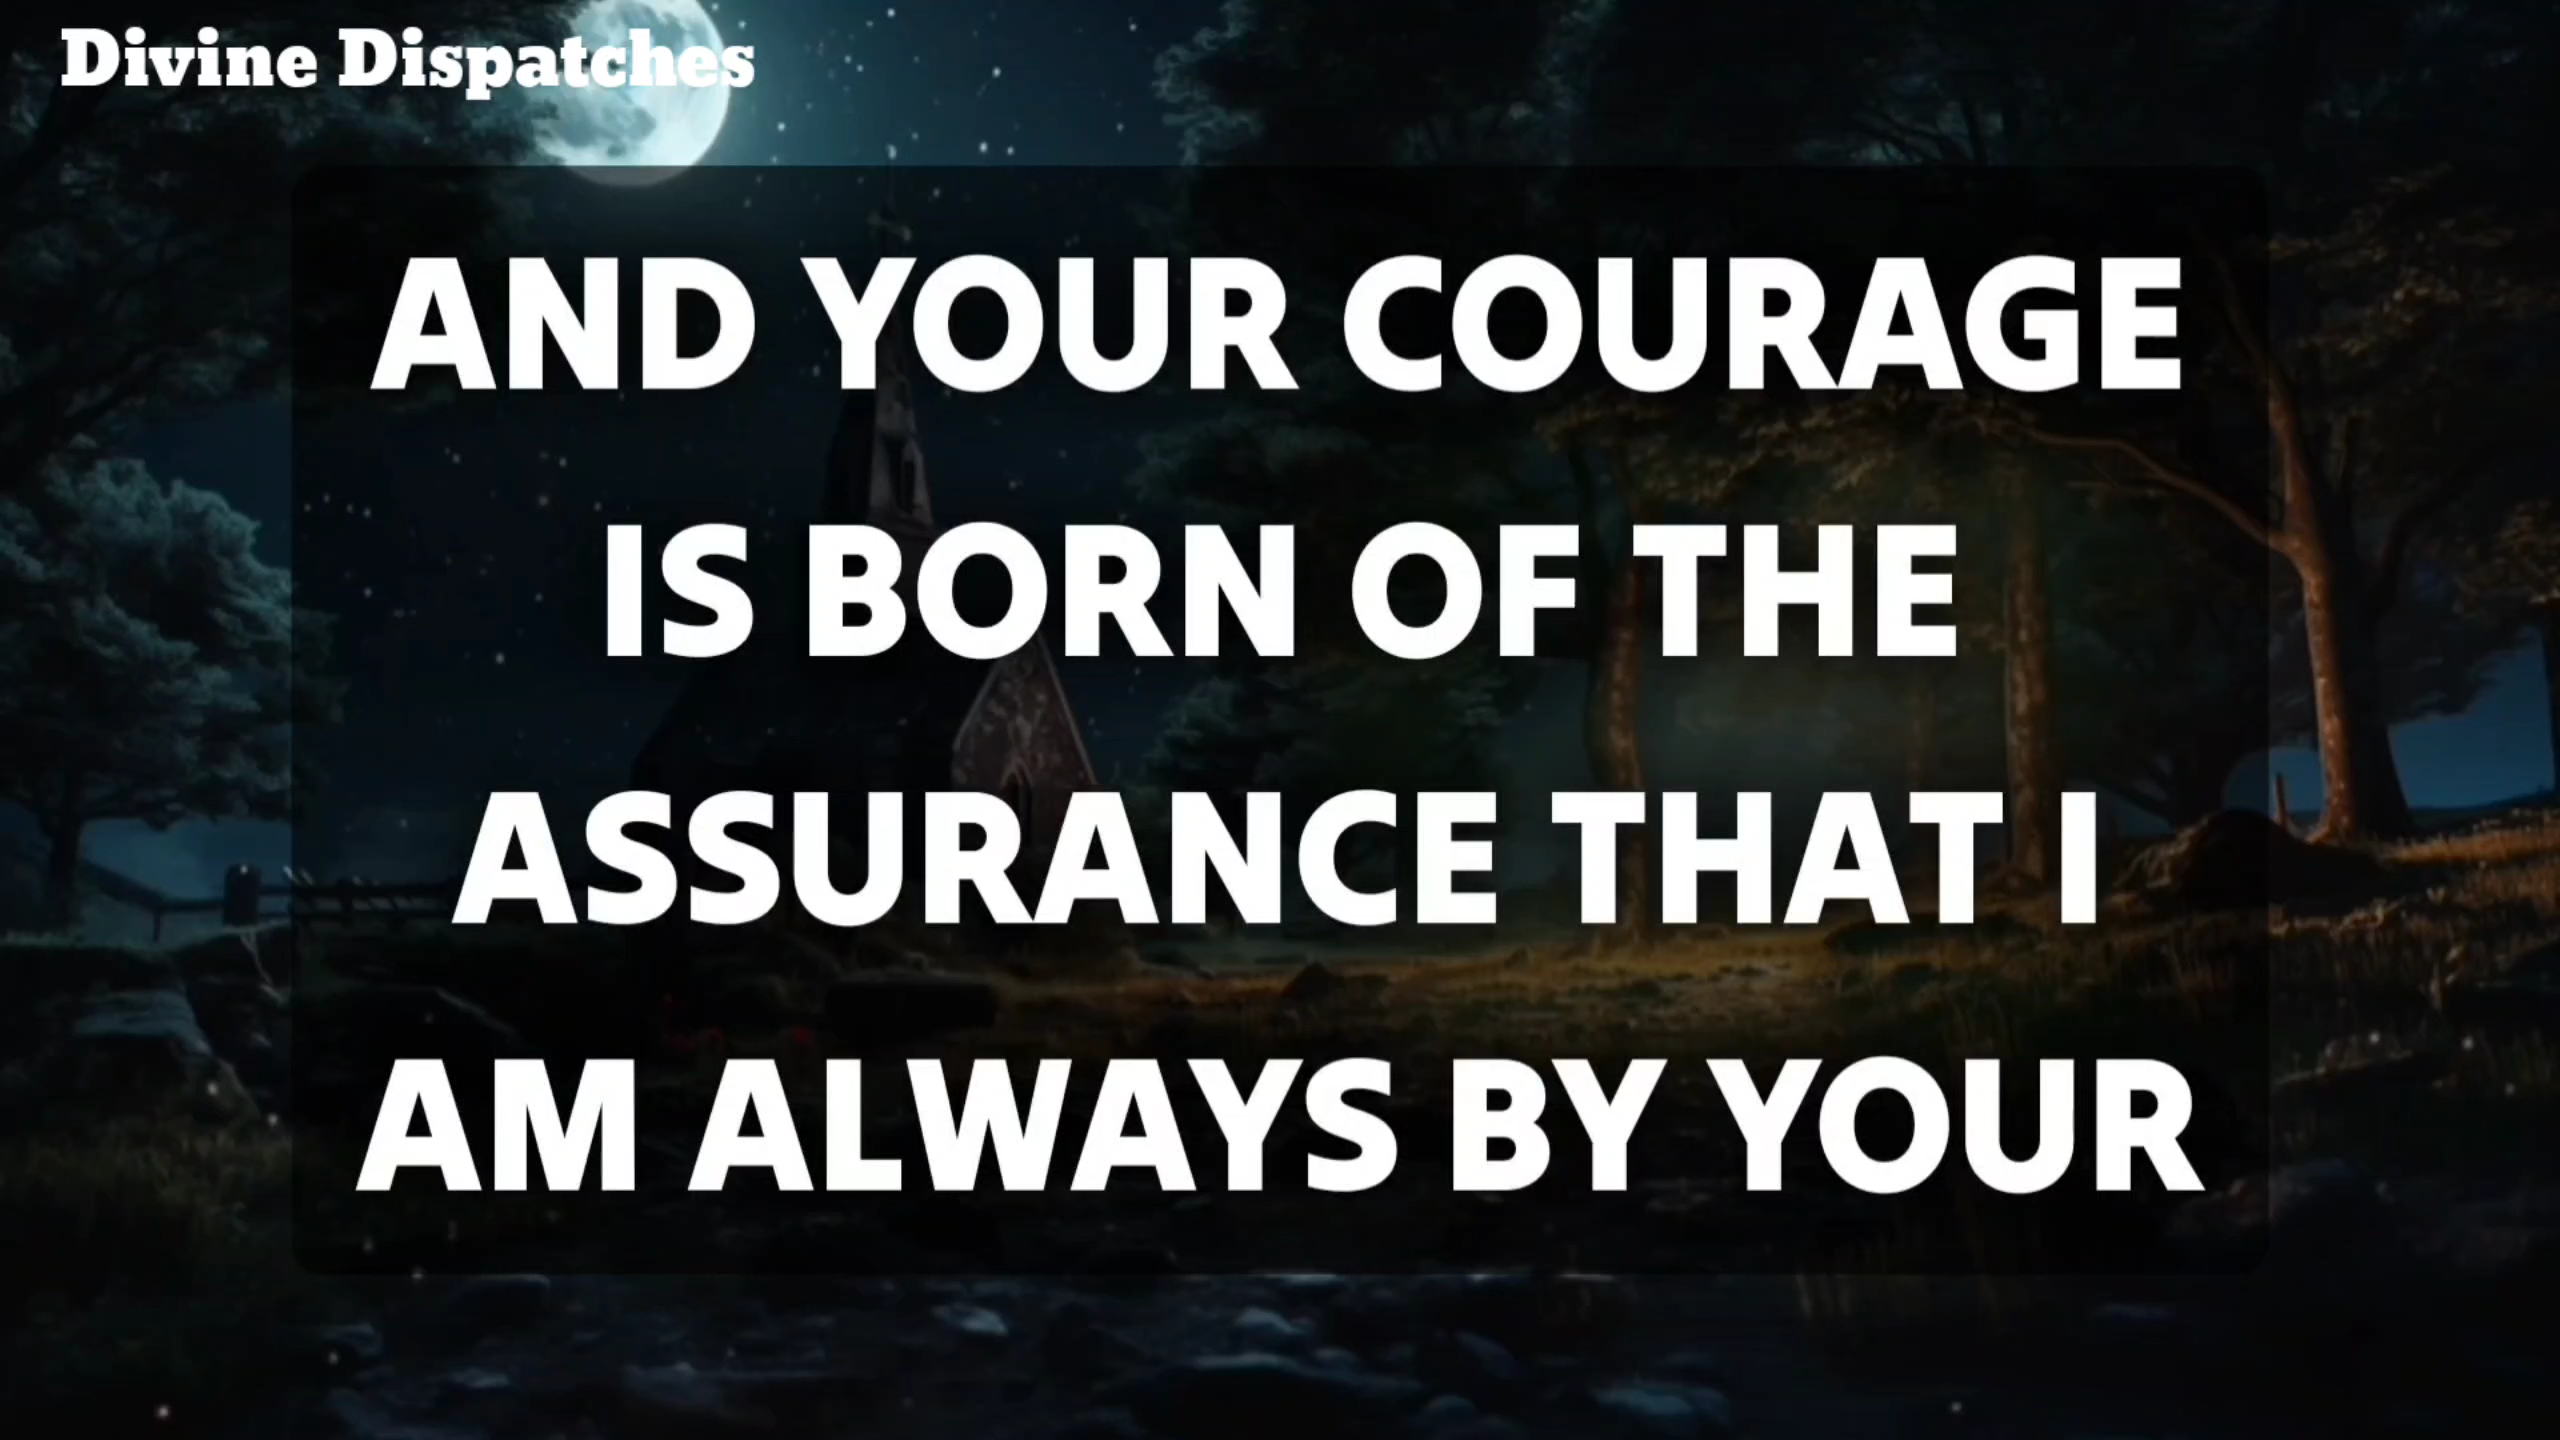 Divine Dispatches
AND YOUR COURAGE
IS BORN OF THE
ASSURANCE THAT I
AM ALWAYS BY YOUR